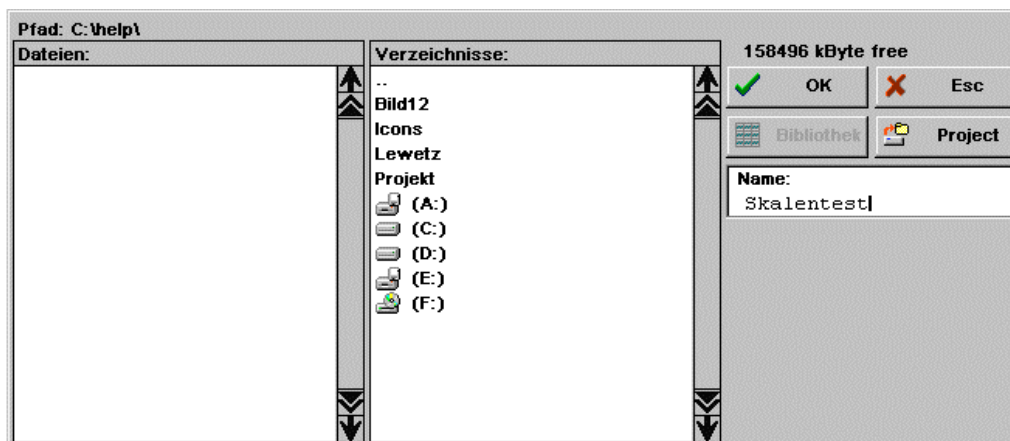 Pfad: C:\help\
Dateien:
Verzeichnisse:
..
Bild12
Icons
Lewetz
Projekt
(A:)
(C:)
(D:)
(E:)
(F:)
158496 kByte free
OK
Esc
Bibliothek
Project
Name:
Skalentest